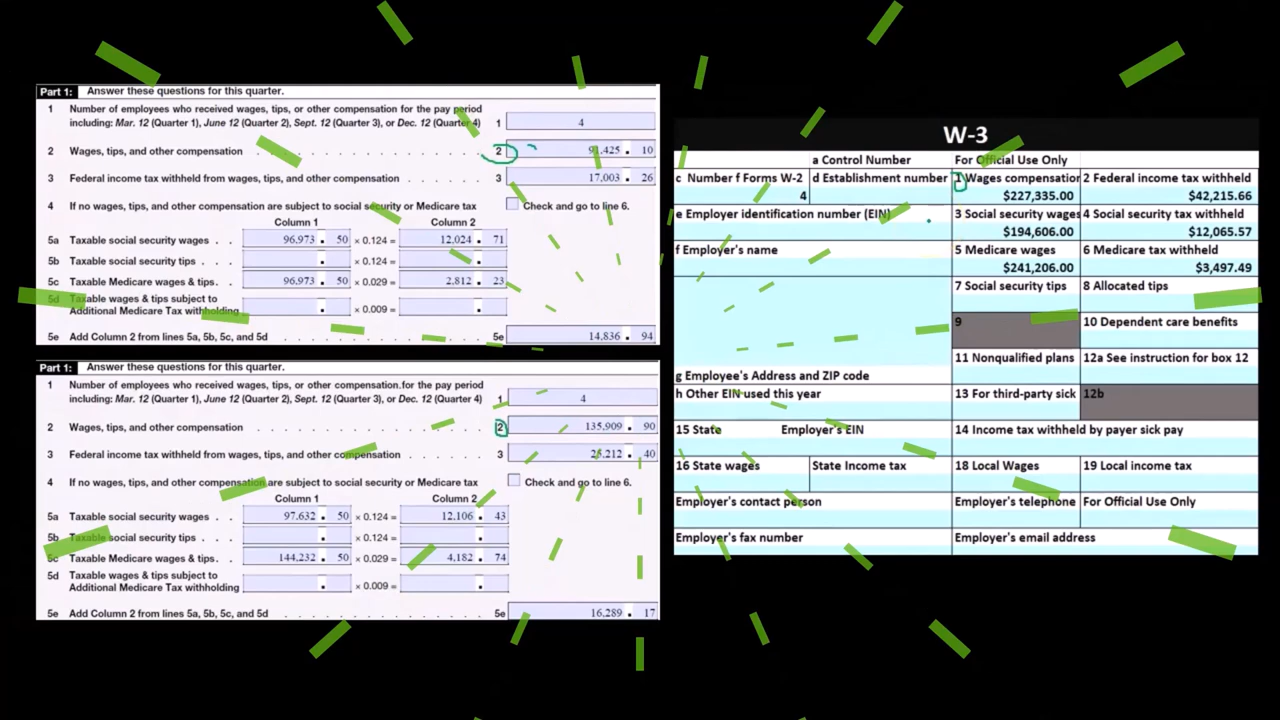 Part 1: Answer these questions for this quarter.
1 Number of employees who received wages, tips, or other compensation for the pay period
including: Mar. 12 (Quarter 1), June 12 (Quarter 2), Sept. 12 (Quarter 3), or Dec. 12 (Quarter 4) 1 4
2 Wages, tips, and other compensation . . . . . . . . . . . . . . . . . 2 91,425 . 10
3 Federal income tax withheld from wages, tips, and other compensation . . . . . . 3 17,003 . 26
4 If no wages, tips, and other compensation are subject to social security or Medicare tax Check and go to line 6.
Column 1 Column 2
5a Taxable social security wages . . 96,973 . 50 × 0.124 = 12,024 . 71
5b Taxable social security tips . . . × 0.124 = .
5c Taxable Medicare wages & tips. . 96,973 . 50 × 0.029 = 2,812 . 23
5d Taxable wages & tips subject to
Additional Medicare Tax withholding . × 0.009 = .
5e Add Column 2 from lines 5a, 5b, 5c, and 5d . . . . . . . . . . . . . . 5e 14,836 . 94
Part 1: Answer these questions for this quarter.
1 Number of employees who received wages, tips, or other compensation for the pay period
including: Mar. 12 (Quarter 1), June 12 (Quarter 2), Sept. 12 (Quarter 3), or Dec. 12 (Quarter 4) 1 4
2 Wages, tips, and other compensation . . . . . . . . . . . . . . . . . 2 135,909 . 90
3 Federal income tax withheld from wages, tips, and other compensation . . . . . . 3 25,212 . 40
4 If no wages, tips, and other compensation are subject to social security or Medicare tax Check and go to line 6.
Column 1 Column 2
5a Taxable social security wages . . 97,632 . 50 × 0.124 = 12,106 . 43
5b Taxable social security tips . . . × 0.124 = .
5c Taxable Medicare wages & tips. . 144,232 . 50 × 0.029 = 4,182 . 74
5d Taxable wages & tips subject to
Additional Medicare Tax withholding . × 0.009 = .
5e Add Column 2 from lines 5a, 5b, 5c, and 5d . . . . . . . . . . . . . . 5e 16,289 . 17
W-3
a Control Number For Official Use Only
c Number f Forms W-2 d Establishment number 1 Wages compensation 2 Federal income tax withheld
4 $227,335.00 $42,215.66
e Employer identification number (EIN) 3 Social security wages 4 Social security tax withheld
$194,606.00 $12,065.57
f Employer's name 5 Medicare wages 6 Medicare tax withheld
$241,206.00 $3,497.49
7 Social security tips 8 Allocated tips
9 10 Dependent care benefits
11 Nonqualified plans 12a See instruction for box 12
g Employee's Address and ZIP code
h Other EIN used this year 13 For third-party sick 12b
15 State Employer's EIN 14 Income tax withheld by payer sick pay
16 State wages State Income tax 18 Local Wages 19 Local income tax
Employer's contact person Employer's telephone For Official Use Only
Employer's fax number Employer's email address